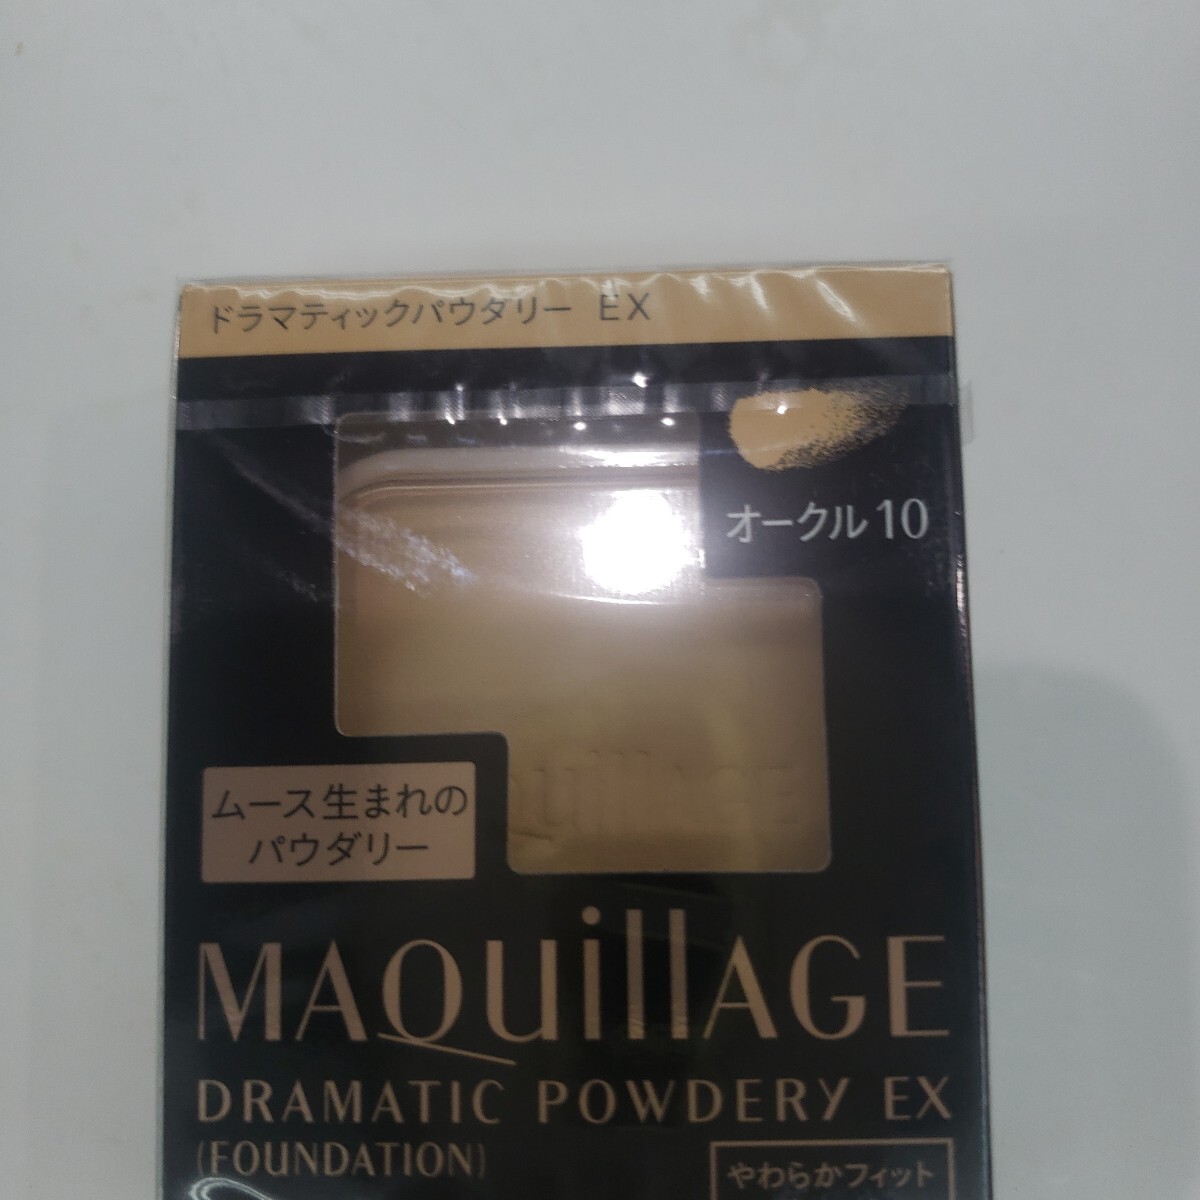 ドラマティックパウダリー EX
オークル10
quillage
ムース生まれの
パウダリー
MAQuillAGE
DRAMATIC POWDERY EX
(FOUNDATION)
やわらかフィット